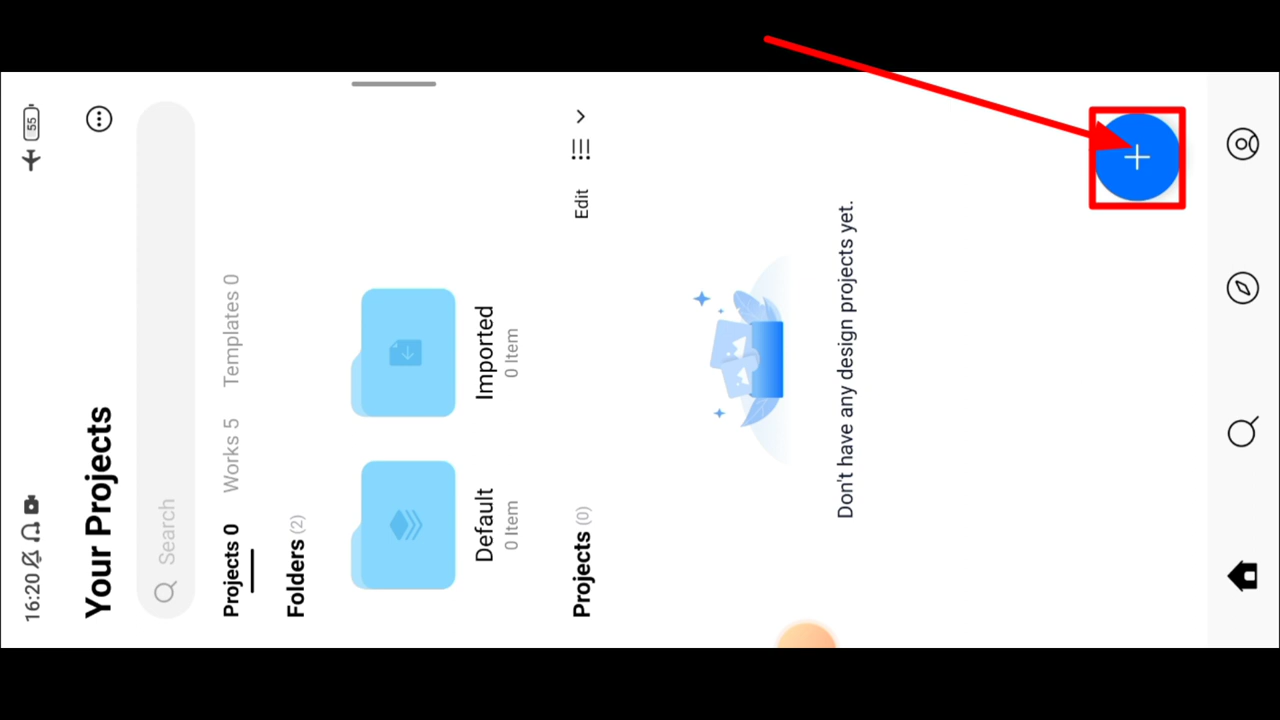 16:20
55
Your Projects
Search
Projects 0 Works 5 Templates 0
Folders (2)
Default
0 Item
Imported
0 Item
Projects (0)
Edit
Don't have any design projects yet.